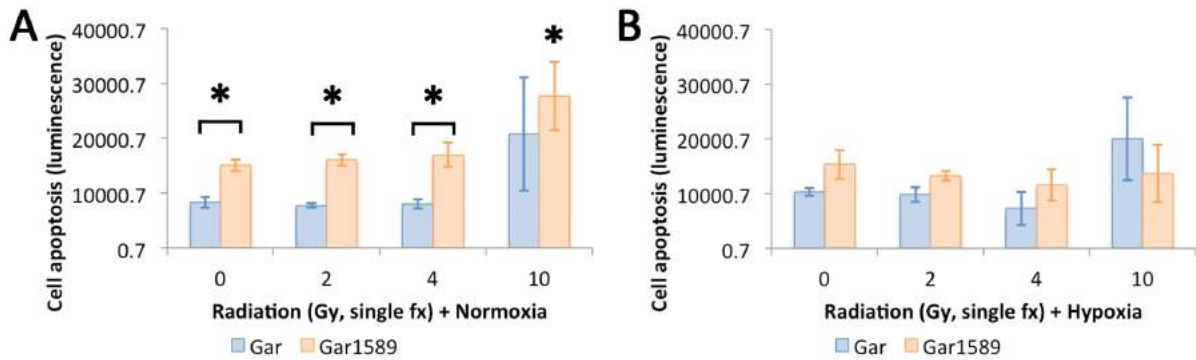 A
Cell apoptosis (luminescence)
40000.7
30000.7
20000.7
10000.7
0.7
* * * *
0 2 4 10
Radiation (Gy, single fx) + Normoxia
Gar Gar1589
B
Cell apoptosis (luminescence)
40000.7
30000.7
20000.7
10000.7
0.7
0 2 4 10
Radiation (Gy, single fx) + Hypoxia
Gar Gar1589